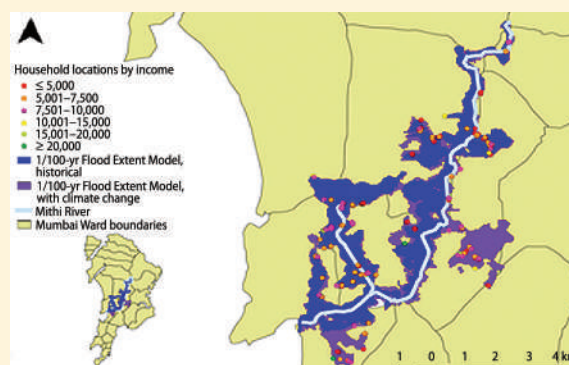 Household locations by income
≤ 5,000
5,001–7,500
7,501–10,000
10,001–15,000
15,001–20,000
≥ 20,000
1/100-yr Flood Extent Model,
historical
1/100-yr Flood Extent Model,
with climate change
Mithi River
Mumbai Ward boundaries
1 0 1 2 3 4 km